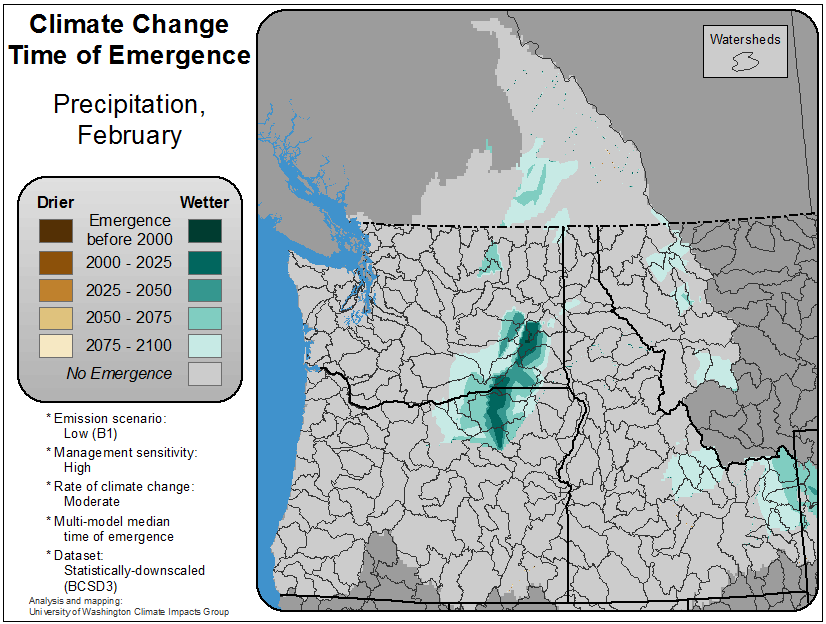 Climate Change
Time of Emergence
Precipitation,
February
Drier
Wetter
Emergence
before 2000
2000 - 2025
2025 - 2050
2050 - 2075
2075 - 2100
No Emergence
* Emission scenario:
Low (B1)
* Management sensitivity:
High
* Rate of climate change:
Moderate
* Multi-model median
time of emergence
* Dataset:
Statistically-downscaled
(BCSD3)
Analysis and mapping:
University of Washington Climate Impacts Group
Watersheds